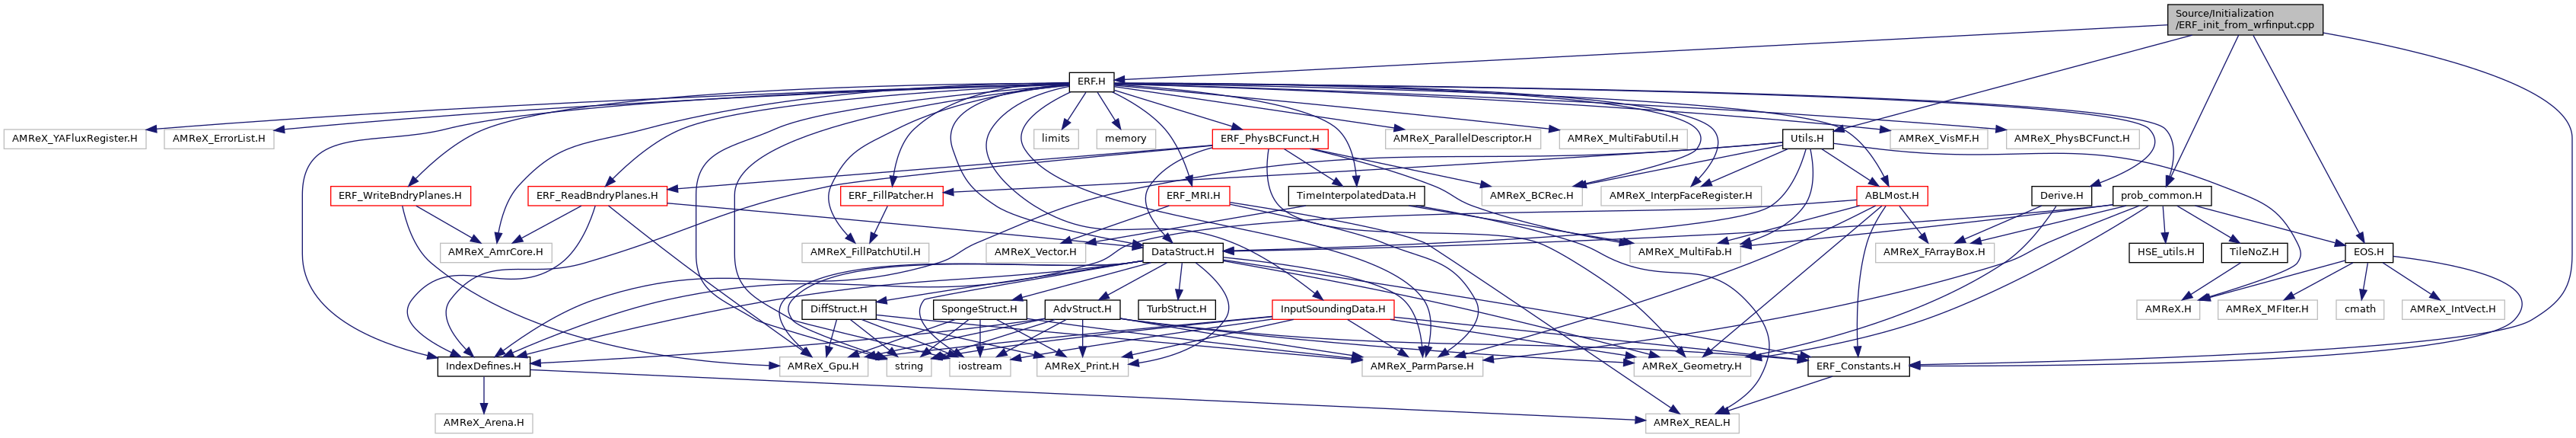 Source/Initialization
/ERF_init_from_wrfinput.cpp
ERF.H
AMReX_YAFluxRegister.H
AMReX_ErrorList.H
limits
memory
ERF_PhysBCFunct.H
AMReX_ParallelDescriptor.H
AMReX_MultiFabUtil.H
Utils.H
AMReX_VisMF.H
AMReX_PhysBCFunct.H
ERF_WriteBndryPlanes.H
ERF_ReadBndryPlanes.H
ERF_FillPatcher.H
ERF_MRI.H
TimeInterpolatedData.H
AMReX_BCRec.H
AMReX_InterpFaceRegister.H
ABLMost.H
Derive.H
prob_common.H
AMReX_AmrCore.H
AMReX_FillPatchUtil.H
AMReX_Vector.H
DataStruct.H
AMReX_MultiFab.H
AMReX_FArrayBox.H
HSE_utils.H
TileNoZ.H
EOS.H
DiffStruct.H
SpongeStruct.H
AdvStruct.H
TurbStruct.H
InputSoundingData.H
AMReX.H
AMReX_MFIter.H
cmath
AMReX_IntVect.H
IndexDefines.H
AMReX_Gpu.H
string
iostream
AMReX_Print.H
AMReX_ParmParse.H
AMReX_Geometry.H
ERF_Constants.H
AMReX_Arena.H
AMReX_REAL.H